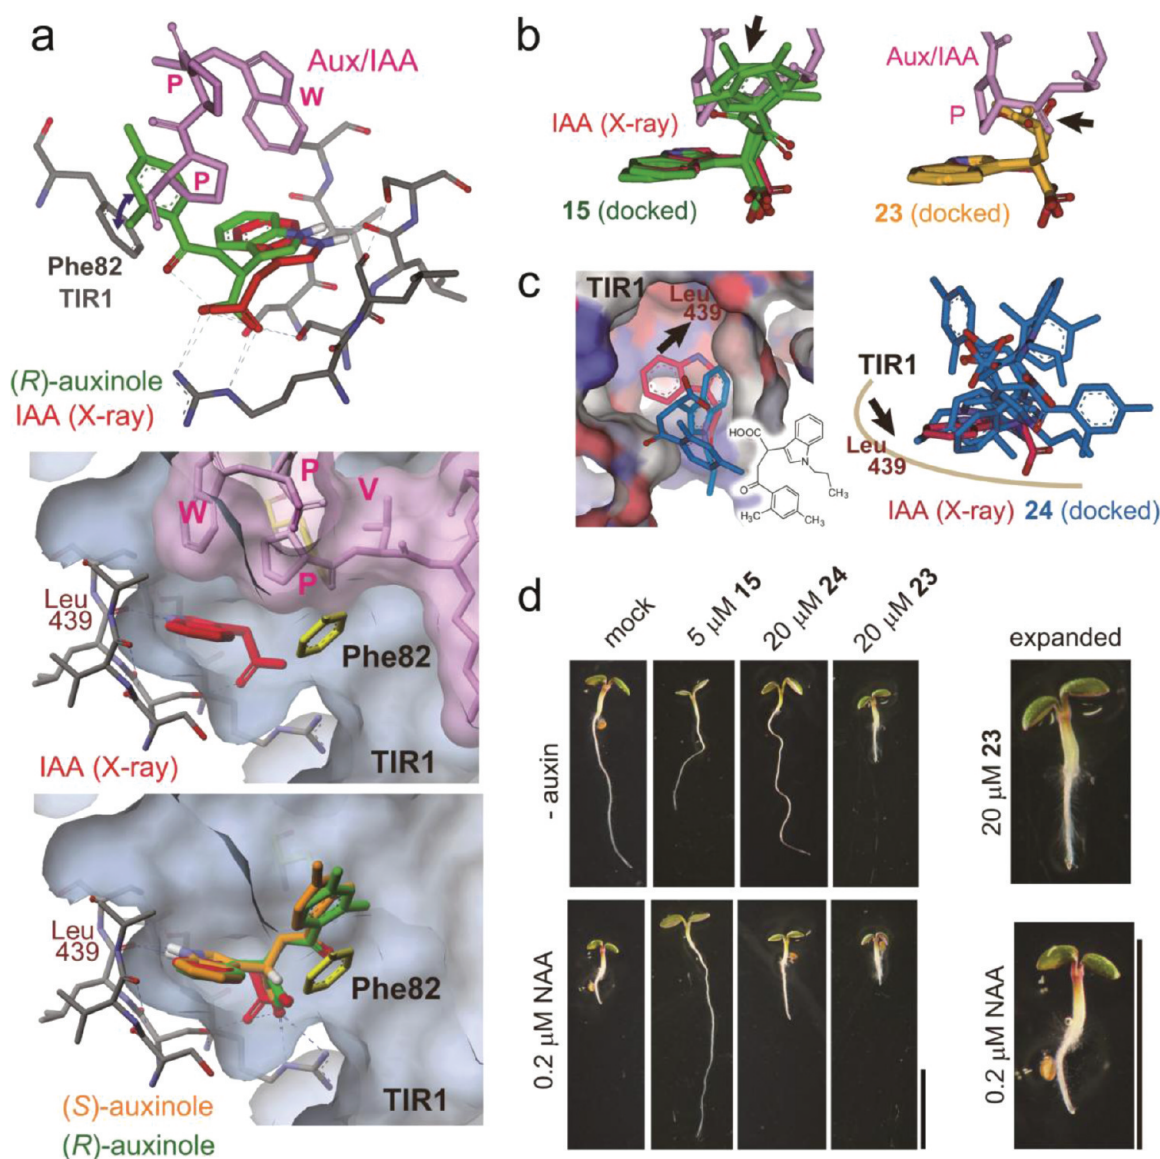 a
Aux/IAA
P
W
P
Phe82
TIR1
(R)-auxinole
IAA (X-ray)
P
V
W
P
Leu
439
Phe82
TIR1
IAA (X-ray)
Leu
439
Phe82
TIR1
(S)-auxinole
(R)-auxinole
b
Aux/IAA
IAA (X-ray)
P
15 (docked)
23 (docked)
c
TIR1
Leu
439
HOOC
N
O
CH₃
H₃C
CH₃
TIR1
Leu
439
IAA (X-ray) 24 (docked)
d
mock
5 μM 15
20 μM 24
20 μM 23
expanded
- auxin
20 μM 23
0.2 μM NAA
0.2 μM NAA